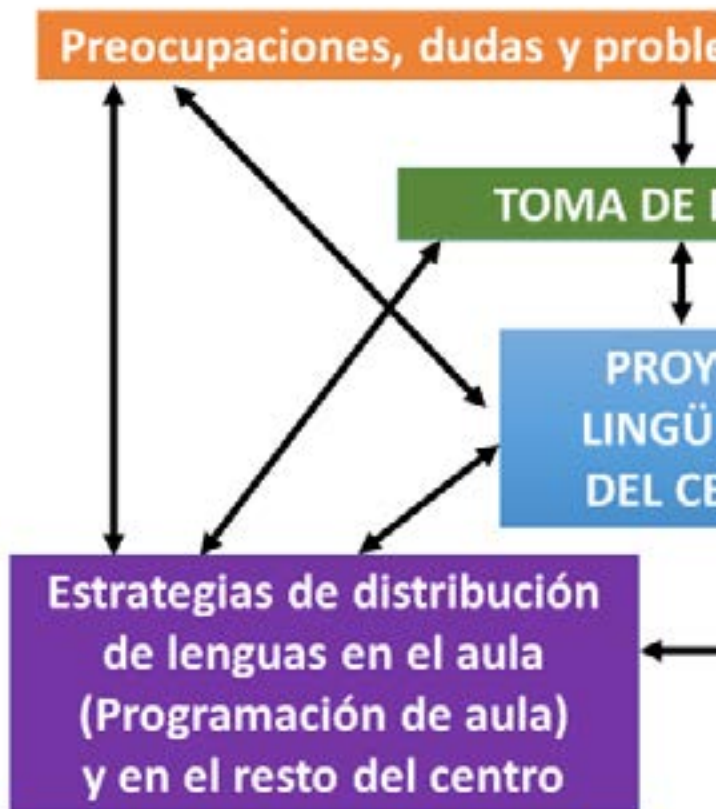 Preocupaciones, dudas y proble
TOMA DE
PROY
LINGÜ
DEL CE
Estrategias de distribución
de lenguas en el aula
(Programación de aula)
y en el resto del centro